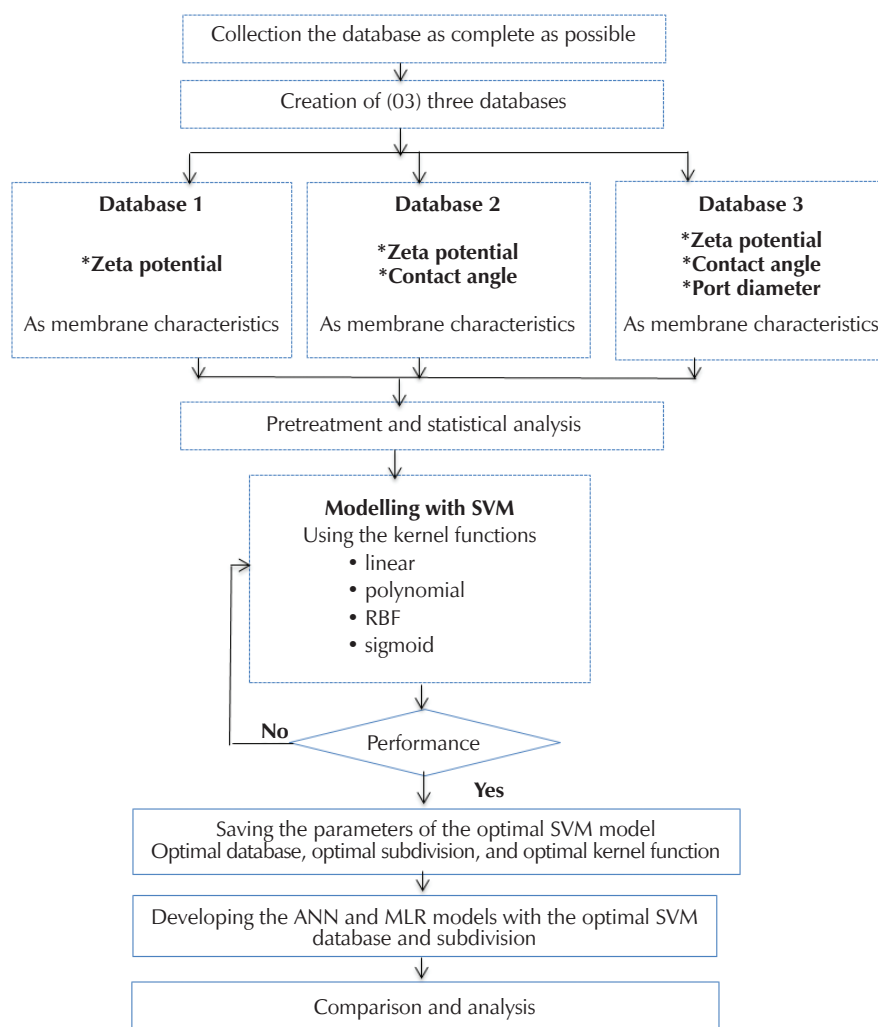 Collection the database as complete as possible
Creation of (03) three databases
Database 1
*Zeta potential
As membrane characteristics
Database 2
*Zeta potential
*Contact angle
As membrane characteristics
Database 3
*Zeta potential
*Contact angle
*Port diameter
As membrane characteristics
Pretreatment and statistical analysis
Modelling with SVM
Using the kernel functions
• linear
• polynomial
• RBF
• sigmoid
No
Performance
Yes
Saving the parameters of the optimal SVM model
Optimal database, optimal subdivision, and optimal kernel function
Developing the ANN and MLR models with the optimal SVM
database and subdivision
Comparison and analysis